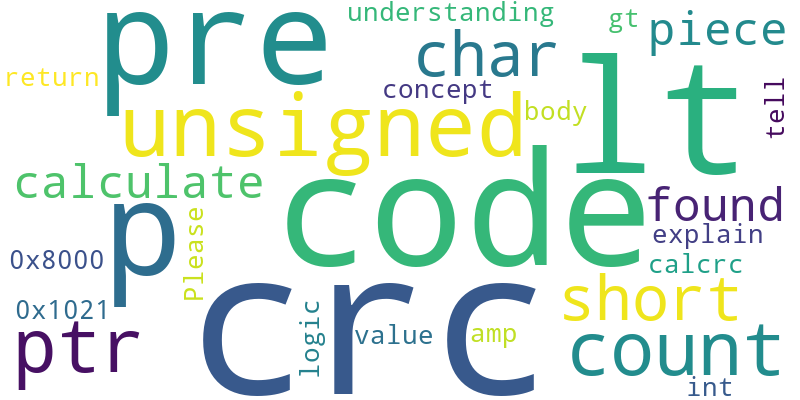 understanding
gt
piece
pre
char
return
concept
lt
tell
unsigned
body
calculate
code
found
p
Please
explain
0x8000
calcrc
crc
short
0x1021
logic
value
amp
ptr
count
int